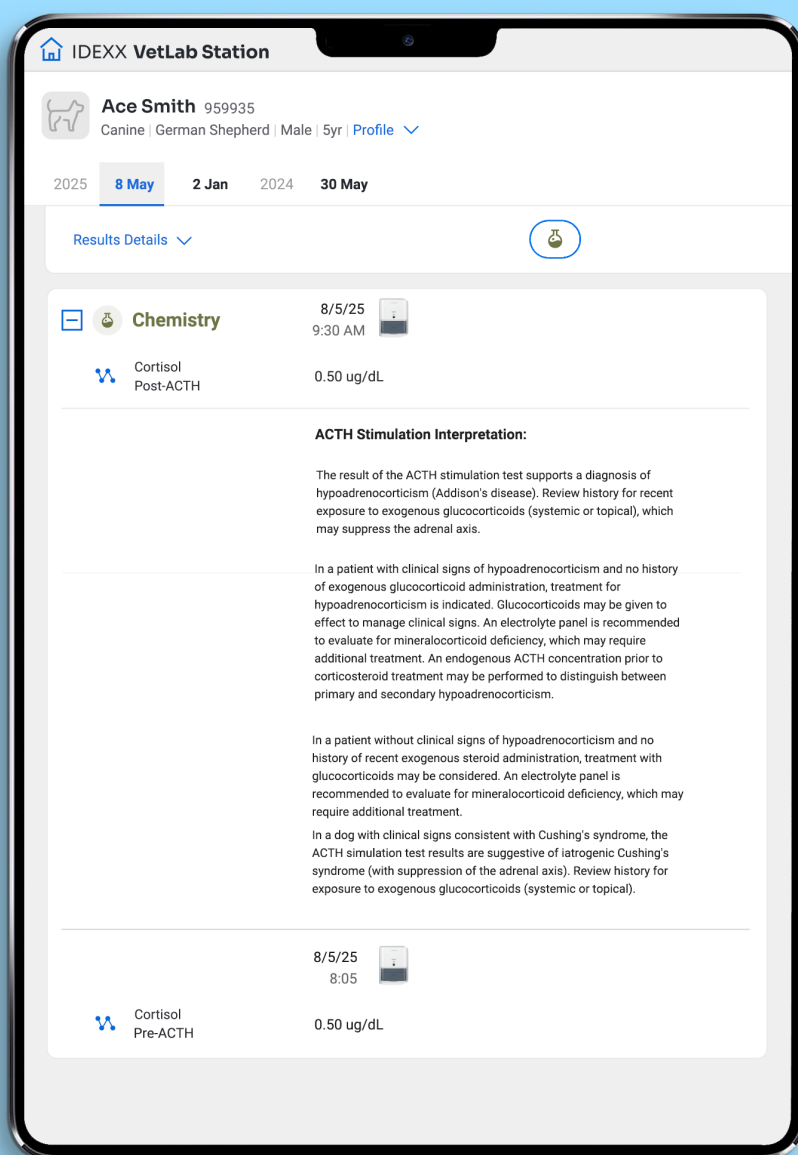 IDEXX VetLab Station
Ace Smith 959935
Canine | German Shepherd | Male | 5yr | Profile
2025 8 May 2 Jan 2024 30 May
Results Details
Chemistry
8/5/25
9:30 AM
Cortisol
Post-ACTH
0.50 ug/dL
ACTH Stimulation Interpretation:
The result of the ACTH stimulation test supports a diagnosis of
hypoadrenocorticism (Addison's disease). Review history for recent
exposure to exogenous glucocorticoids (systemic or topical), which
may suppress the adrenal axis.
In a patient with clinical signs of hypoadrenocorticism and no history
of exogenous glucocorticoid administration, treatment for
hypoadrenocorticism is indicated. Glucocorticoids may be given to
effect to manage clinical signs. An electrolyte panel is recommended
to evaluate for mineralocorticoid deficiency, which may require
additional treatment. An endogenous ACTH concentration prior to
corticosteroid treatment may be performed to distinguish between
primary and secondary hypoadrenocorticism.
In a patient without clinical signs of hypoadrenocorticism and no
history of recent exogenous steroid administration, treatment with
glucocorticoids may be considered. An electrolyte panel is
recommended to evaluate for mineralocorticoid deficiency, which may
require additional treatment.
In a dog with clinical signs consistent with Cushing's syndrome, the
ACTH simulation test results are suggestive of iatrogenic Cushing's
syndrome (with suppression of the adrenal axis). Review history for
exposure to exogenous glucocorticoids (systemic or topical).
8/5/25
8:05
Cortisol
Pre-ACTH
0.50 ug/dL